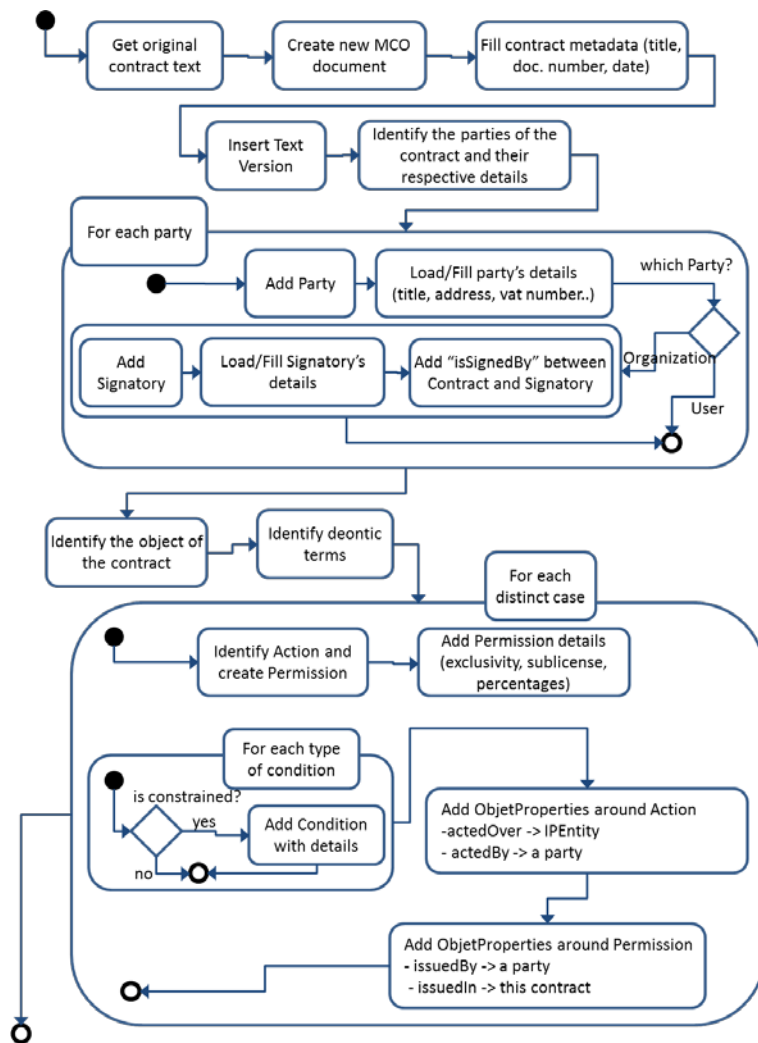 Get original
contract text
Create new MCO
document
Fill contract metadata (title,
doc. number, date)
Insert Text
Version
Identify the parties of the
contract and their
respective details
For each party
Add Party
Load/Fill party's details
(title, address, vat number..)
which Party?
Add
Signatory
Load/Fill Signatory's
details
Add “isSignedBy” between
Contract and Signatory
Organization
User
Identify the object of
the contract
Identify deontic
terms
For each
distinct case
Identify Action and
create Permission
Add Permission details
(exclusivity, sublicense,
percentages)
For each type
of condition
is constrained?
yes
Add Condition
with details
no
Add ObjetProperties around Action
-actedOver -> IPEntity
- actedBy -> a party
Add ObjetProperties around Permission
- issuedBy -> a party
- issuedIn -> this contract